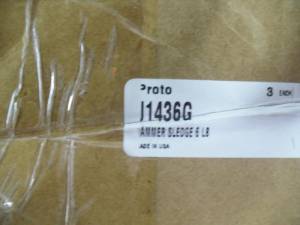 Proto 3 EACH
J1436G
AMMER SLEDGE 6 LB
ADE IN USA